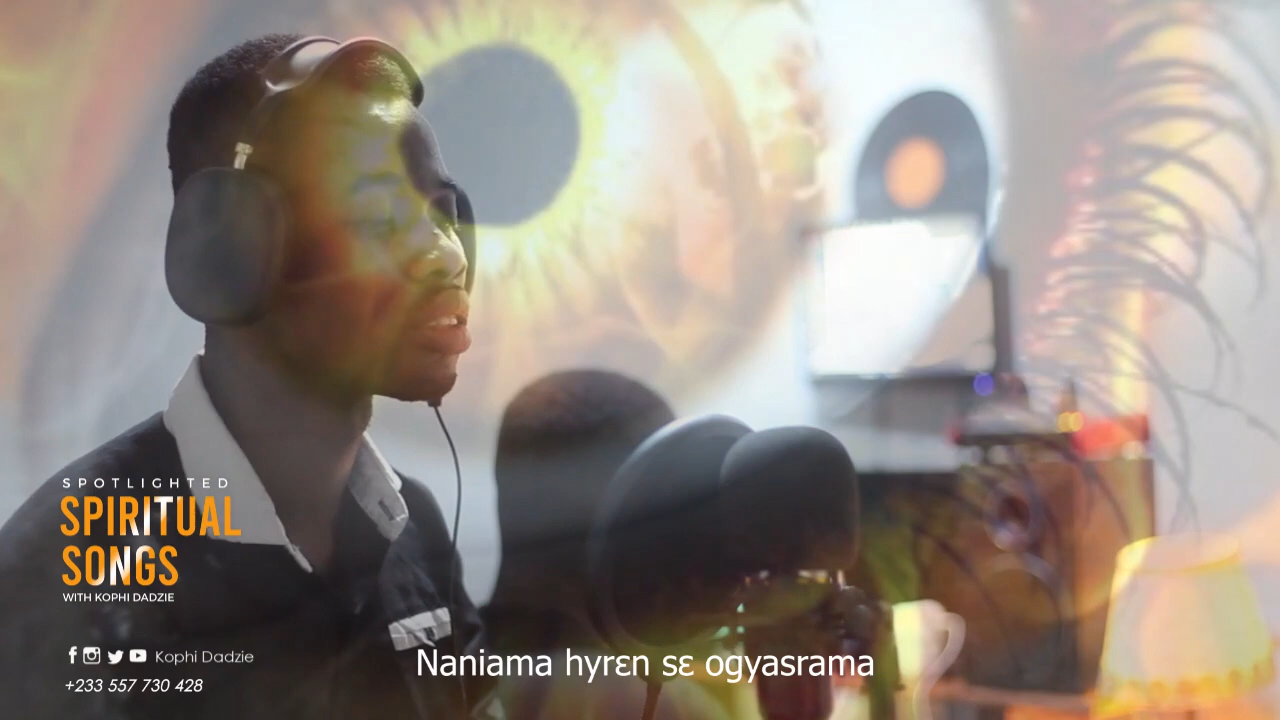 SPOTLIGHTED
SPIRITUAL
SONGS
WITH KOPHI DADZIE
Kophi Dadzie
+233 557 730 428
Naniama hyrɛn sɛ ogyasrama